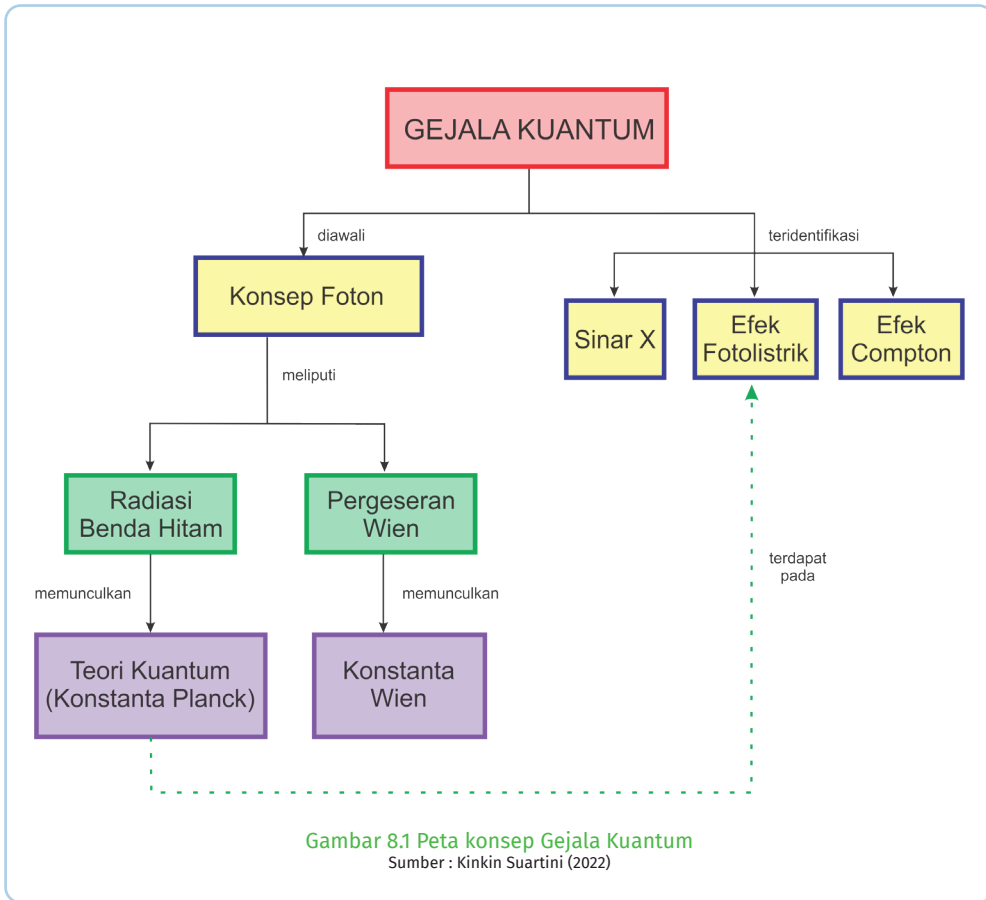 GEJALA KUANTUM
diawali
teridentifikasi
Konsep Foton
Sinar X
Efek
Fotolistrik
Efek
Compton
meliputi
Radiasi
Benda Hitam
Pergeseran
Wien
terdapat
pada
memunculkan
memunculkan
Teori Kuantum
(Konstanta Planck)
Konstanta
Wien
Gambar 8.1 Peta konsep Gejala Kuantum
Sumber : Kinkin Suartini (2022)